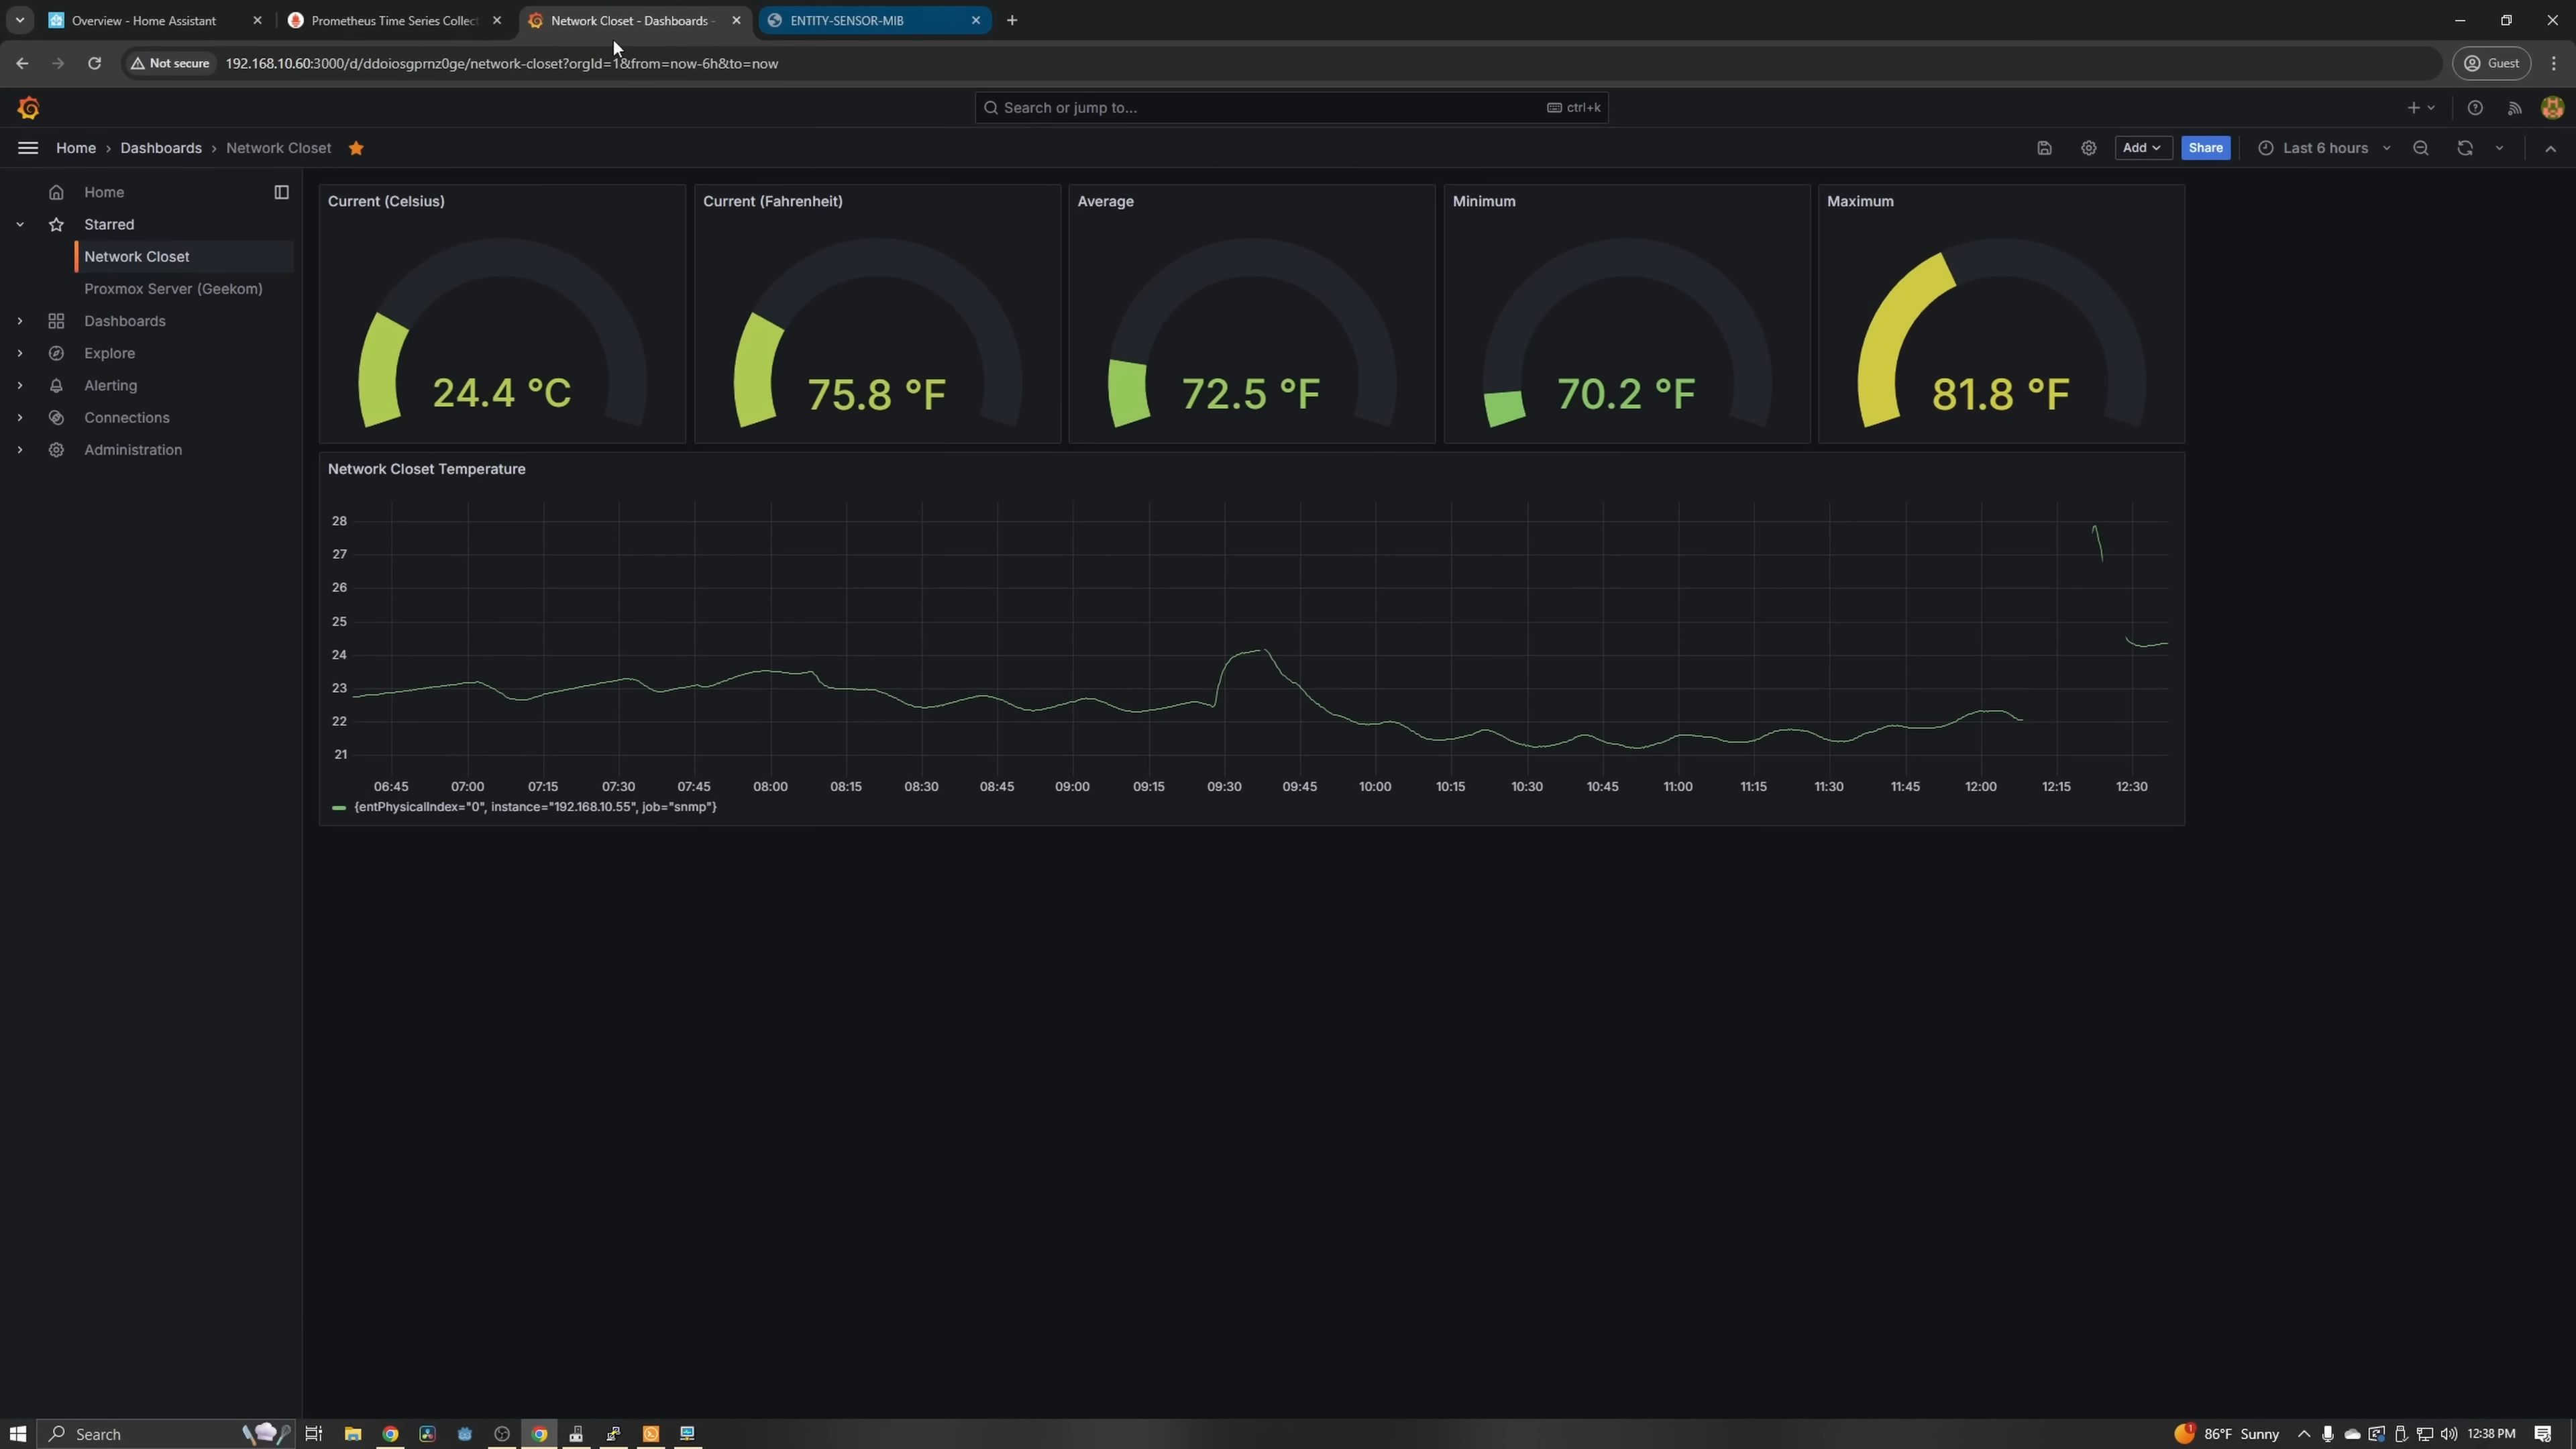 Overview - Home Assistant
Prometheus Time Series Collect
Network Closet - Dashboards -
ENTITY-SENSOR-MIB
Not secure
192.168.10.60:3000/d/ddoiosgprnz0ge/network-closet?orgId=1&from=now-6h&to=now
Guest
Search or jump to...
ctrl+k
Home › Dashboards › Network Closet
Add
Share
Last 6 hours
Home
Starred
Network Closet
Proxmox Server (Geekom)
Dashboards
Explore
Alerting
Connections
Administration
Current (Celsius)
24.4 °C
Current (Fahrenheit)
75.8 °F
Average
72.5 °F
Minimum
70.2 °F
Maximum
81.8 °F
Network Closet Temperature
28
27
26
25
24
23
22
21
06:45 07:00 07:15 07:30 07:45 08:00 08:15 08:30 08:45 09:00 09:15 09:30 09:45 10:00 10:15 10:30 10:45 11:00 11:15 11:30 11:45 12:00 12:15 12:30
{entPhysicalIndex="0", instance="192.168.10.55", job="snmp"}
Search
1
86°F Sunny
12:38 PM